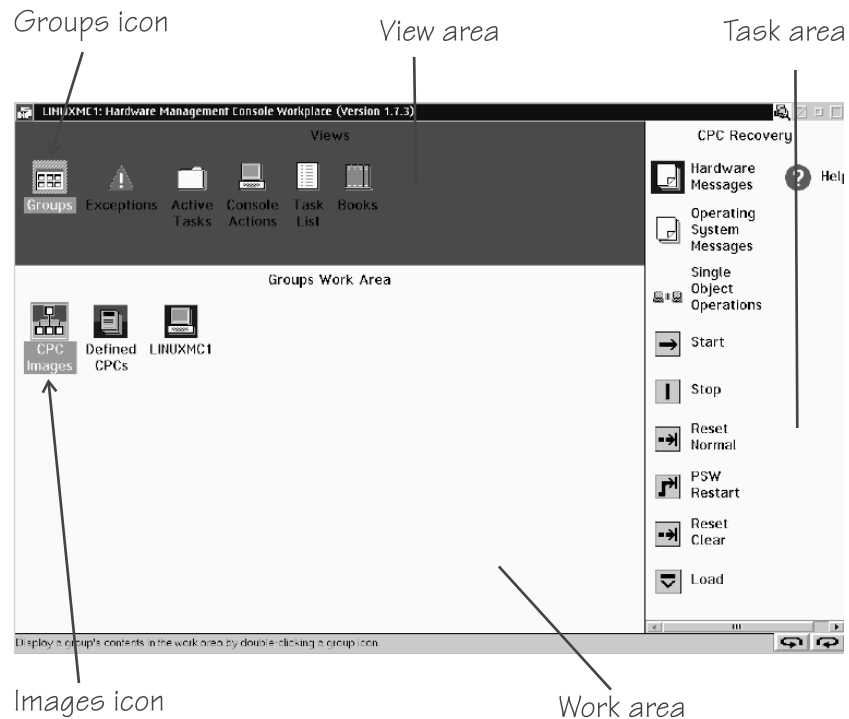 Groups icon
View area
Task area
LINUXMC1: Hardware Management Console Workplace (Version 1.7.3)
Views
Groups
Exceptions
Active
Tasks
Console
Actions
Task
List
Books
Groups Work Area
CPC
Images
Defined
CPCs
LINUXMC1
CPC Recovery
Hardware
Messages
Help
Operating
System
Messages
Single
Object
Operations
Start
Stop
Reset
Normal
PSW
Restart
Reset
Clear
Load
Display a group's contents in the work area by double-clicking a group icon.
Images icon
Work area